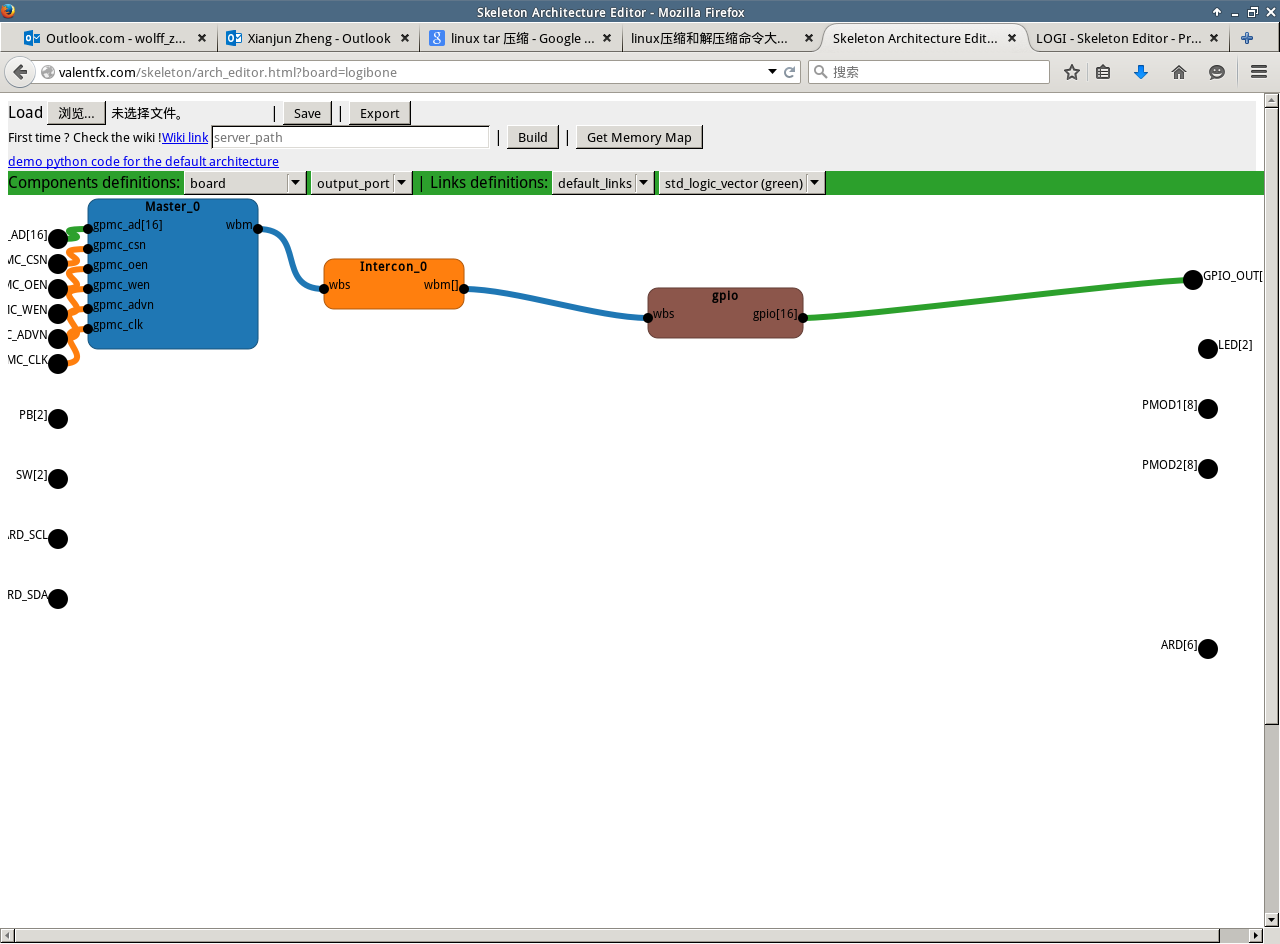 Skeleton Architecture Editor - Mozilla Firefox
Outlook.com - wolff_z...
Xianjun Zheng - Outlook
linux tar 压缩 - Google ...
linux压缩和解压缩命令大...
Skeleton Architecture Edit...
LOGI - Skeleton Editor - Pr...
valentfx.com/skeleton/arch_editor.html?board=logibone
搜索
Load 浏览... 未选择文件。 | Save | Export
First time ? Check the wiki !Wiki link server_path | Build | Get Memory Map
demo python code for the default architecture
Components definitions: board output_port | Links definitions: default_links std_logic_vector (green)
Master_0
gpmc_ad[16] wbm
gpmc_csn
gpmc_oen
gpmc_wen
gpmc_advn
gpmc_clk
_AD[16]
MC_CSN
MC_OEN
C_WEN
C_ADVN
MC_CLK
Intercon_0
wbs wbm[]
gpio
wbs gpio[16]
GPIO_OUT[
LED[2]
PB[2]
PMOD1[8]
SW[2]
PMOD2[8]
RD_SCL
RD_SDA
ARD[6]